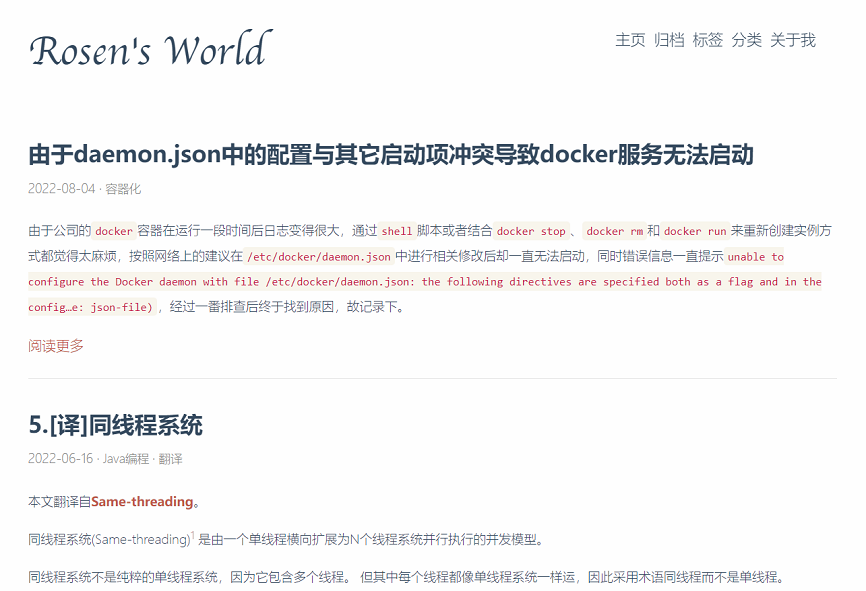 Rosen's World
主页 归档 标签 分类 关于我
由于daemon.json中的配置与其它启动项冲突导致docker服务无法启动
2022-08-04 · 容器化
由于公司的 docker 容器在运行一段时间后日志变得很大，通过 shell 脚本或者结合 docker stop 、 docker rm 和 docker run 来重新创建实例方
式都觉得太麻烦，按照网络上的建议在 /etc/docker/daemon.json 中进行相关修改后却一直无法启动，同时错误信息一直提示 unable to
configure the Docker daemon with file /etc/docker/daemon.json: the following directives are specified both as a flag and in the
config…e: json-file) ，经过一番排查后终于找到原因，故记录下。
阅读更多
5.[译]同线程系统
2022-06-16 · Java编程 · 翻译
本文翻译自Same-threading。
同线程系统(Same-threading)1 是由一个单线程横向扩展为N个线程系统并行执行的并发模型。
同线程系统不是纯粹的单线程系统，因为它包含多个线程。 但其中每个线程都像单线程系统一样运，因此采用术语同线程而不是单线程。